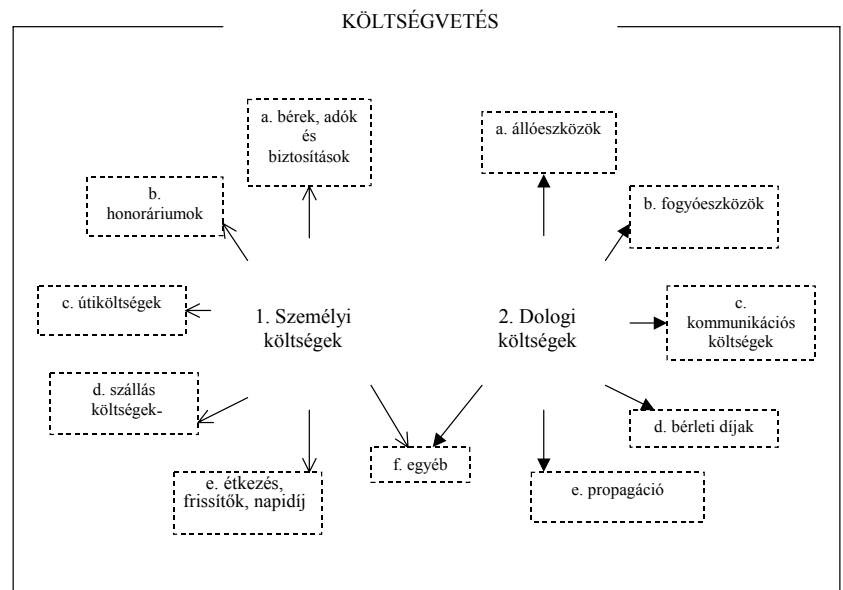 KÖLTSÉGVETÉS
a. bérek, adók
és
biztosítások
b.
honoráriumok
c. útiköltségek
d. szállás
költségek-
e. étkezés,
frissítők, napidíj
1. Személyi
költségek
f. egyéb
2. Dologi
költségek
a. állóeszközök
b. fogyóeszközök
c.
kommunikációs
költségek
d. bérleti díjak
e. propagáció